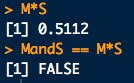 > M*S
[1] 0.5112
> MandS == M*S
[1] FALSE